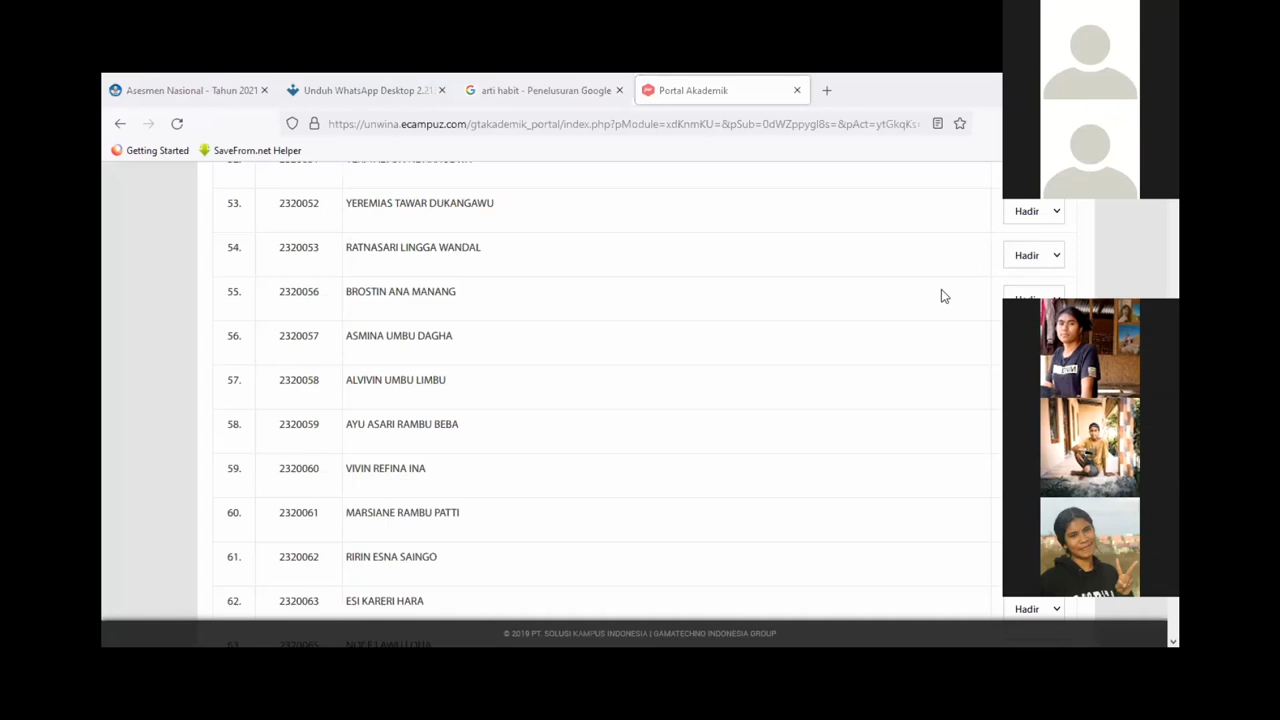 Asesmen Nasional - Tahun 2021
Unduh WhatsApp Desktop 2.21.
arti habit - Penelusuran Google
Portal Akademik
https://unwina.ecampuz.com/gtakademik_portal/index.php?pModule=xdKnmKU=&pSub=0dWZppygl8s=&pAct=ytGkqKs
Getting Started
SaveFrom.net Helper
53. 2320052 YEREMIAS TAWAR DUKANGAWU Hadir
54. 2320053 RATNASARI LINGGA WANDAL Hadir
55. 2320056 BROSTIN ANA MANANG Hadir
56. 2320057 ASMINA UMBU DAGHA
57. 2320058 ALVIVIN UMBU LIMBU
58. 2320059 AYU ASARI RAMBU BEBA
59. 2320060 VIVIN REFINA INA
60. 2320061 MARSIANE RAMBU PATTI
61. 2320062 RIRIN ESNA SAINGO
62. 2320063 ESI KARERI HARA Hadir
© 2019 PT. SOLUSI KAMPUS INDONESIA | GAMATECHNO INDONESIA GROUP